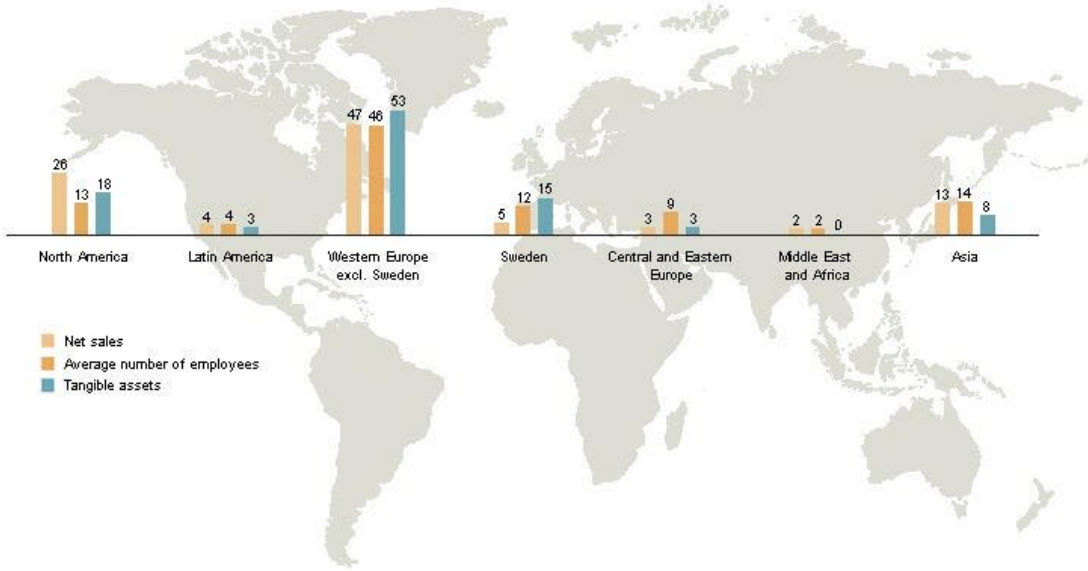 26
13
18
4
4
3
47
46
53
5
12
15
3
9
3
2
2
0
13
14
8
North America
Latin America
Western Europe
excl. Sweden
Sweden
Central and Eastern
Europe
Middle East
and Africa
Asia
Net sales
Average number of employees
Tangible assets